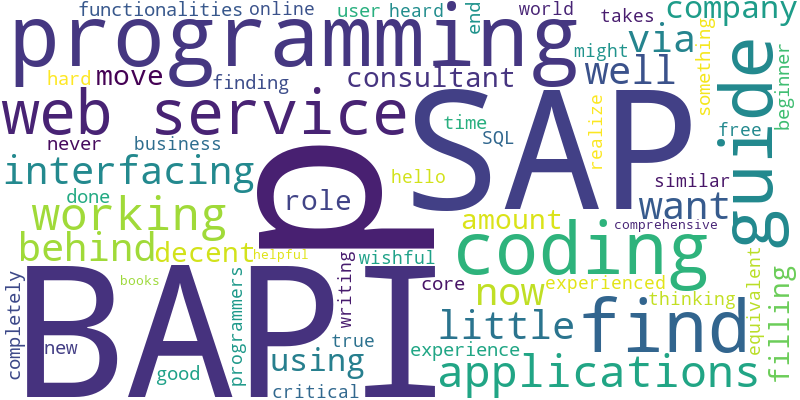 functionalities online
user heard
end
world
takes
company
programming
might
via
something
hard
move
finding
consultant
well
guide
beginner
web service
SAP
time
SQL
realize
free
never
business
interfacing
hello
similar
done
p
role
want
working
amount
comprehensive
coding
behind
decent
helpful
wishful
equivalent
filling
completely
BAPI
books
programmers
writing
core
now
experienced
thinking
little
find
new
true
using
experience
good
critical
applications